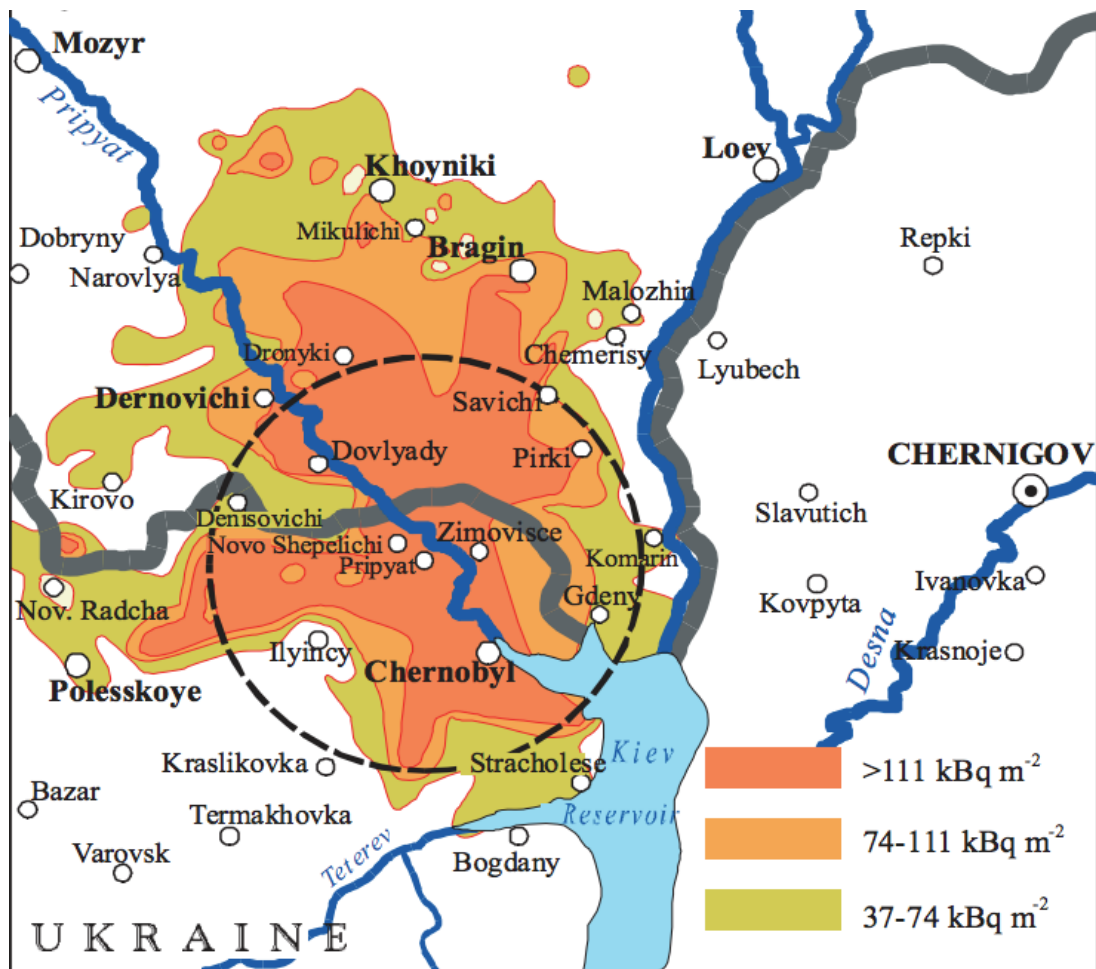 Mozyr
Pripyat
Loev
Khoyniki
Mikulichi
Bragin
Dobryny
Narovlya
Repki
Malozhin
Chemerisy
Dronyki
Lyubech
Dernovichi
Savichi
Dovlyady
Pirki
CHERNIGOV
Kirovo
Denisovichi
Slavutich
Novo Shepelichi
Zimovisce
Pripyat
Komarin
Nov. Radcha
Gdeny
Kovpyta
Ivanovka
Ilyincy
Chernobyl
Krasnoje
Desna
Polesskoye
Kraslikovka
Stracholese
Kiev
Reservoir
>111 kBq m-2
Bazar
Termakhovka
74-111 kBq m-2
Varovsk
Teterev
Bogdany
37-74 kBq m-2
UKRAINE